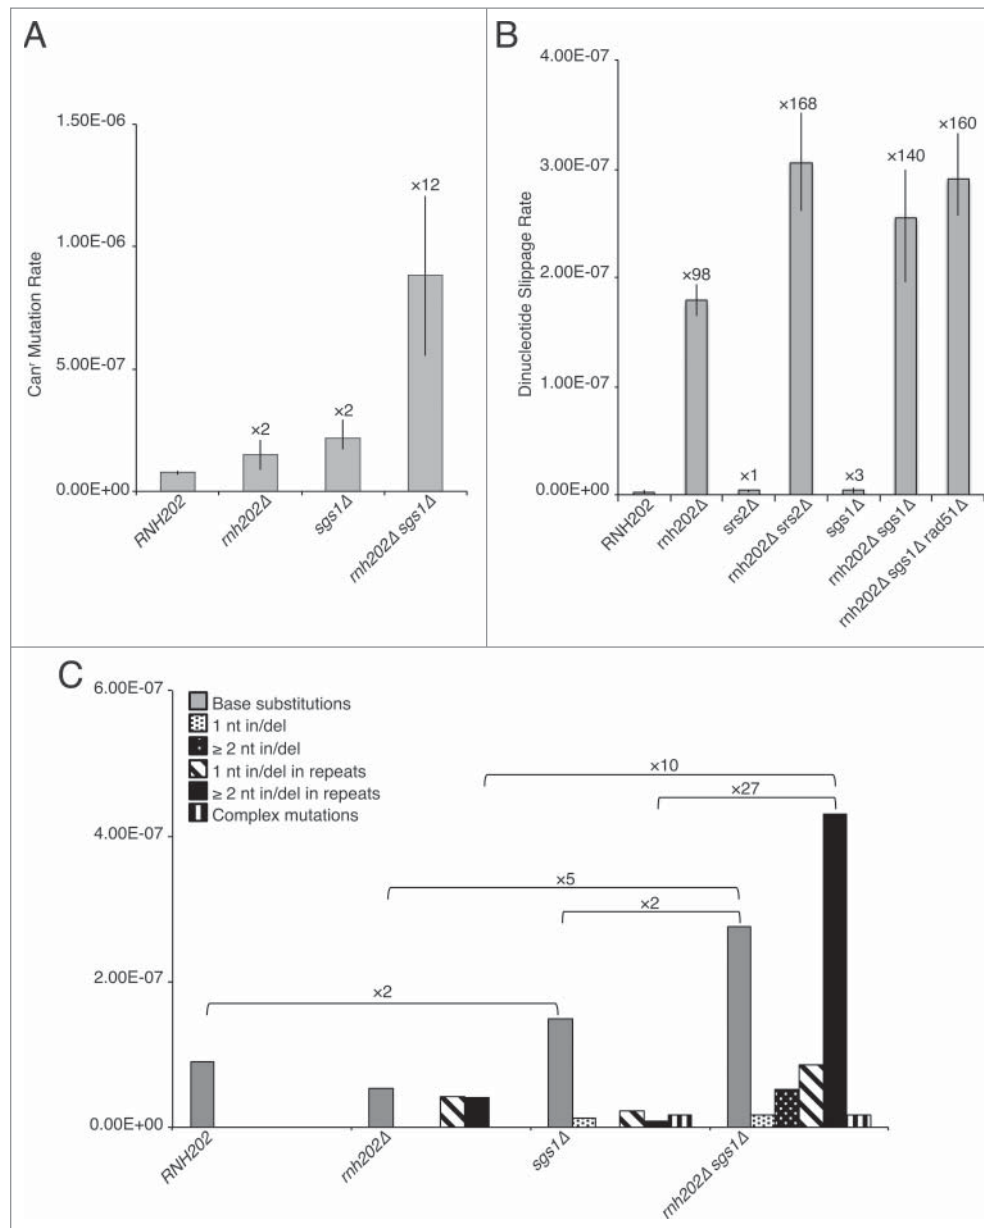 A
Canʳ Mutation Rate
1.50E-06
1.00E-06
5.00E-07
0.00E+00
×2
×2
×12
RNH202
rnh202Δ
sgs1Δ
rnh202Δ sgs1Δ
B
Dinucleotide Slippage Rate
4.00E-07
3.00E-07
2.00E-07
1.00E-07
0.00E+00
×98
×1
×168
×3
×140
×160
RNH202
rnh202Δ
srs2Δ
rnh202Δ srs2Δ
sgs1Δ
rnh202Δ sgs1Δ
rnh202Δ sgs1Δ rad51Δ
C
6.00E-07
4.00E-07
2.00E-07
0.00E+00
Base substitutions
1 nt in/del
≥ 2 nt in/del
1 nt in/del in repeats
≥ 2 nt in/del in repeats
Complex mutations
×10
×27
×5
×2
×2
RNH202
rnh202Δ
sgs1Δ
rnh202Δ sgs1Δ